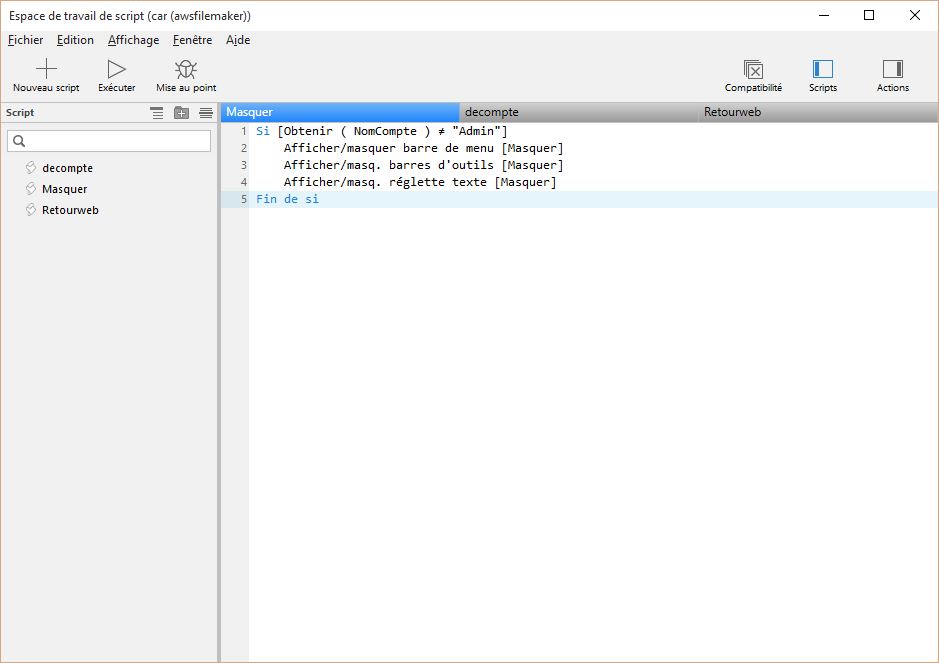 Espace de travail de script (car (awsfilemaker))
Fichier Edition Affichage Fenêtre Aide
Nouveau script Exécuter Mise au point Compatibilité Scripts Actions
Script
Masquer decompte Retourweb
decompte
Masquer
Retourweb
1 Si [Obtenir ( NomCompte ) ≠ "Admin"]
2 Afficher/masquer barre de menu [Masquer]
3 Afficher/masq. barres d'outils [Masquer]
4 Afficher/masq. réglette texte [Masquer]
5 Fin de si